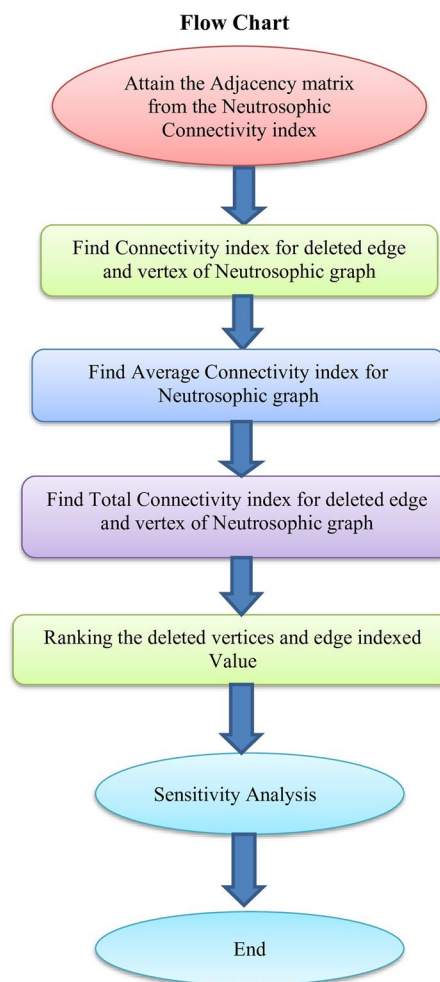 Flow Chart
Attain the Adjacency matrix
from the Neutrosophic
Connectivity index
Find Connectivity index for deleted edge
and vertex of Neutrosophic graph
Find Average Connectivity index for
Neutrosophic graph
Find Total Connectivity index for deleted edge
and vertex of Neutrosophic graph
Ranking the deleted vertices and edge indexed
Value
Sensitivity Analysis
End